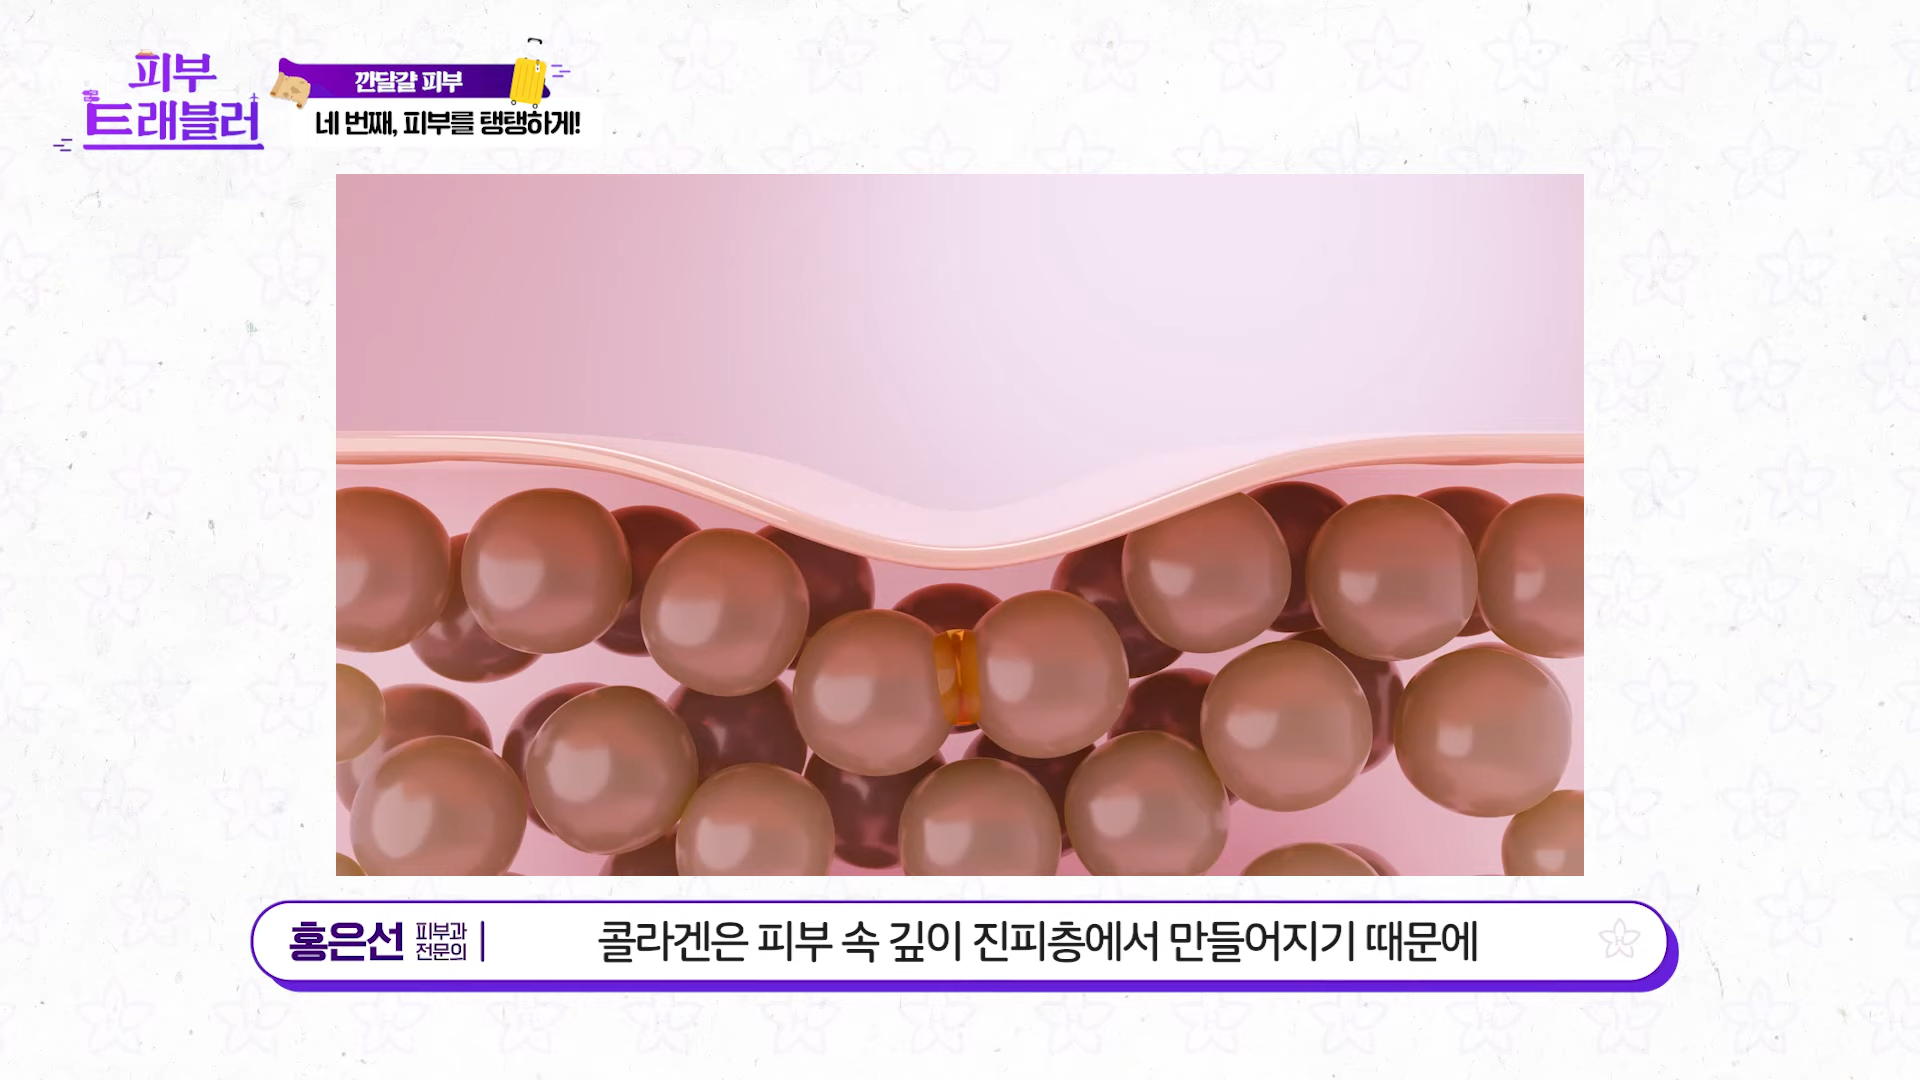 피부
트래블러
깐달걀 피부
네 번째, 피부를 탱탱하게!
홍은선 피부과
전문의
콜라겐은 피부 속 깊이 진피층에서 만들어지기 때문에